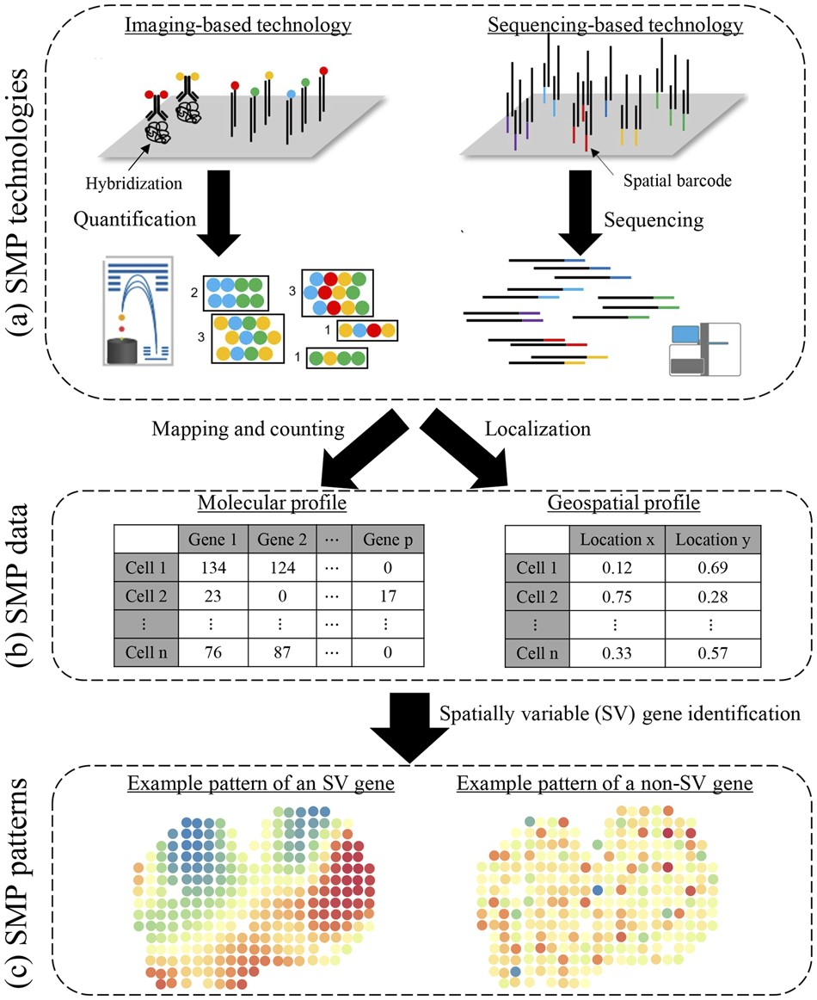 (a) SMP technologies
Imaging-based technology
Sequencing-based technology
Hybridization
Spatial barcode
Quantification
Sequencing
2
3
3
1
1
Mapping and counting
Localization
(b) SMP data
Molecular profile
Gene 1 Gene 2 ⋯ Gene p
Cell 1 134 124 ⋯ 0
Cell 2 23 0 ⋯ 17
⋮ ⋮ ⋮ ⋯ ⋮
Cell n 76 87 ⋯ 0
Geospatial profile
Location x Location y
Cell 1 0.12 0.69
Cell 2 0.75 0.28
⋮ ⋮ ⋮
Cell n 0.33 0.57
Spatially variable (SV) gene identification
(c) SMP patterns
Example pattern of an SV gene
Example pattern of a non-SV gene